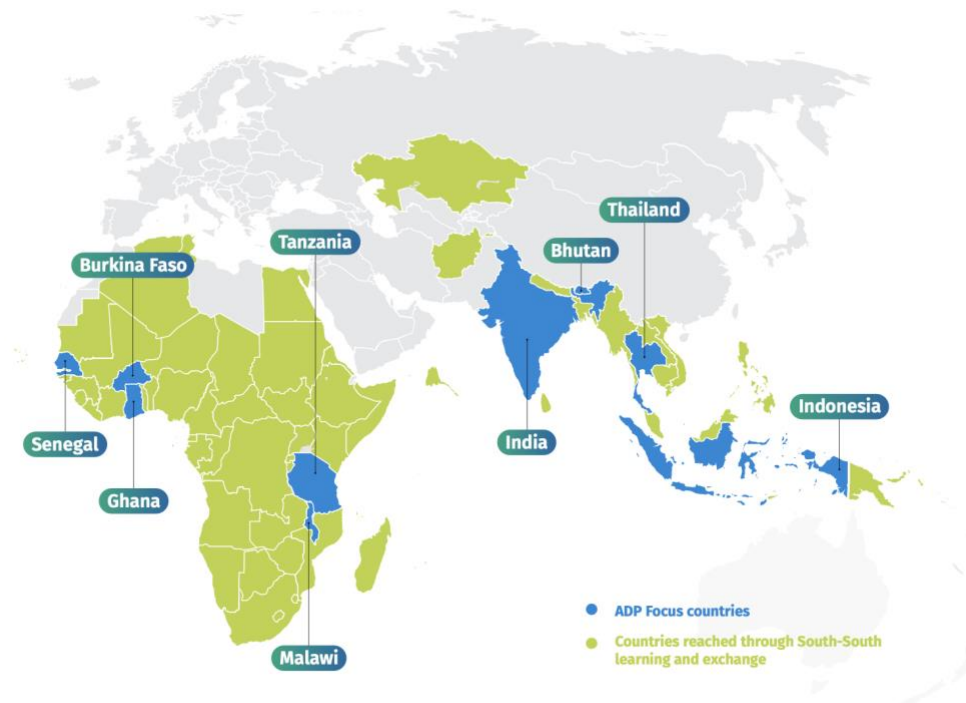 Thailand
Tanzania
Bhutan
Burkina Faso
Indonesia
Senegal
India
Ghana
ADP Focus countries
Countries reached through South-South
learning and exchange
Malawi